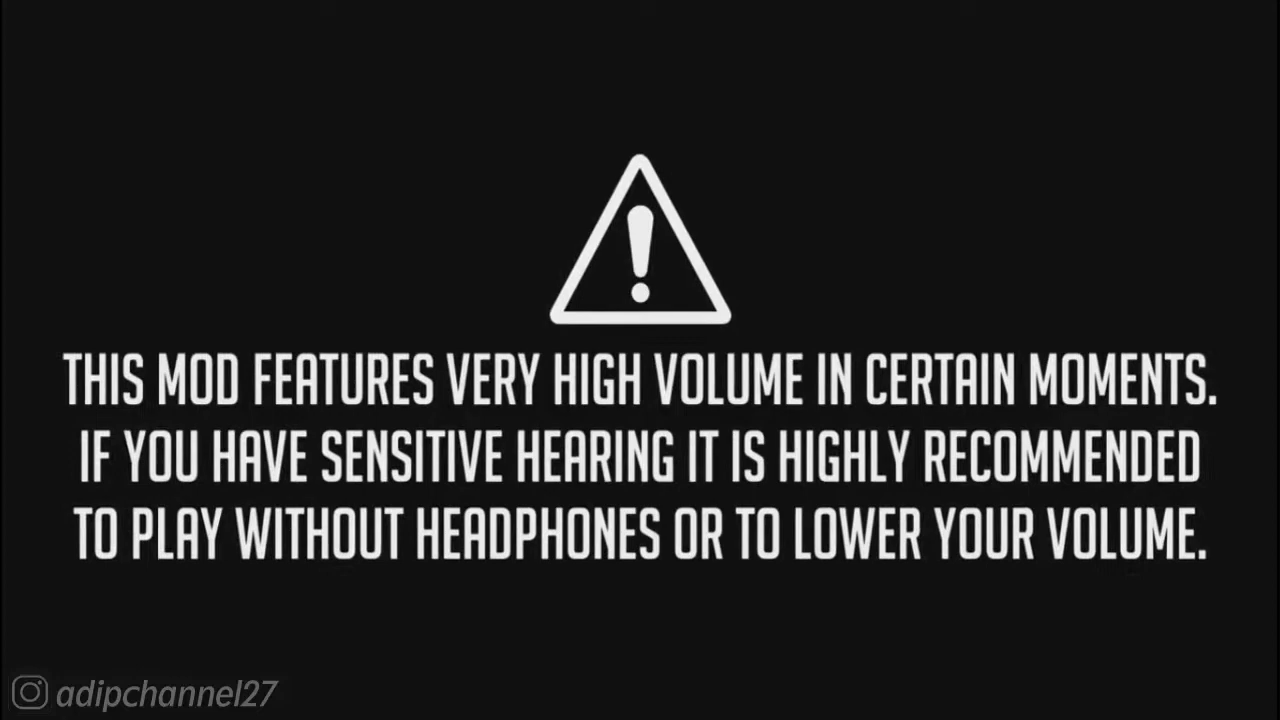 THIS MOD FEATURES VERY HIGH VOLUME IN CERTAIN MOMENTS.
IF YOU HAVE SENSITIVE HEARING IT IS HIGHLY RECOMMENDED
TO PLAY WITHOUT HEADPHONES OR TO LOWER YOUR VOLUME.
adipchannel27